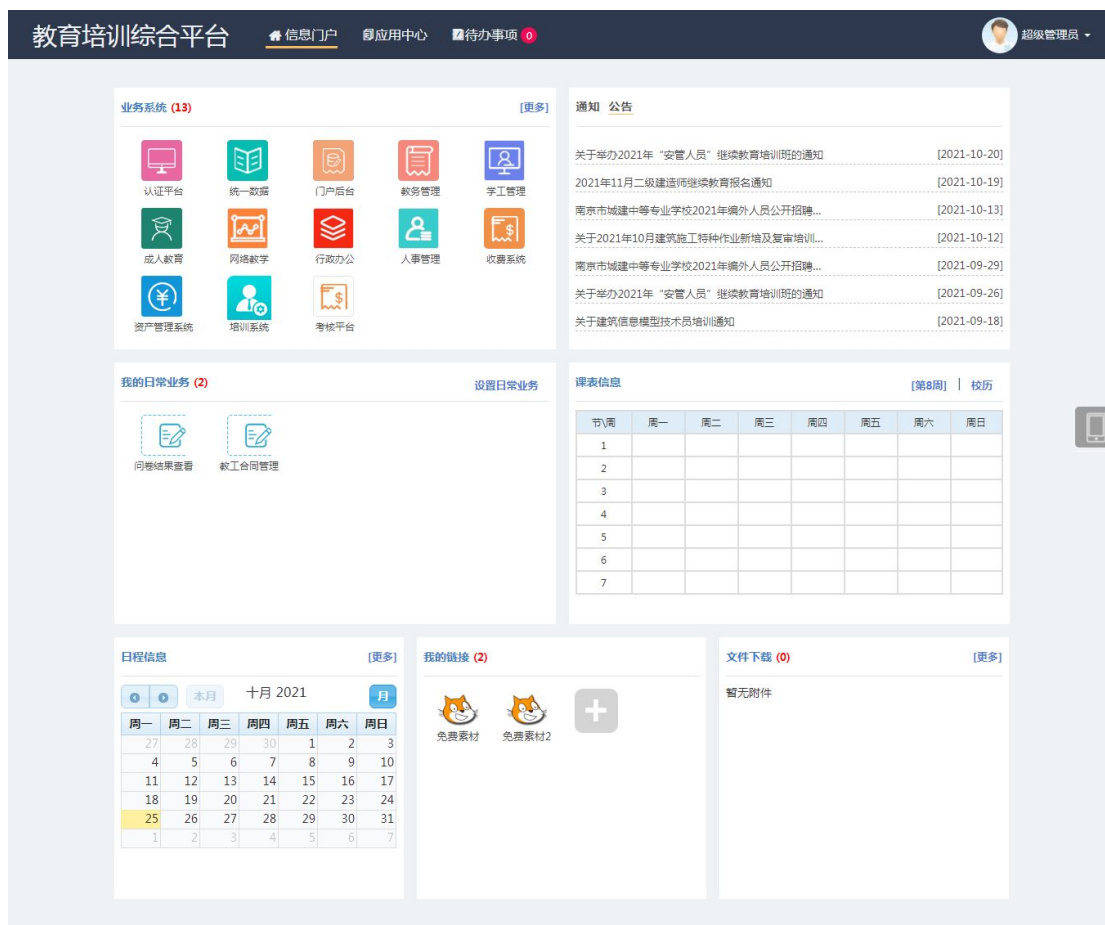 教育培训综合平台 信息门户 应用中心 待办事项 0 超级管理员
业务系统 (13) [更多]
认证平台 统一数据 门户后台 教务管理 学工管理
成人教育 网络教学 行政办公 人事管理 收费系统
资产管理系统 培训系统 考核平台
通知 公告
关于举办2021年“安管人员”继续教育培训班的通知 [2021-10-20]
2021年11月二级建造师继续教育报名通知 [2021-10-19]
南京市城建中等专业学校2021年编外人员公开招聘... [2021-10-13]
关于2021年10月建筑施工特种作业新培及复审培训... [2021-10-12]
南京市城建中等专业学校2021年编外人员公开招聘... [2021-09-29]
关于举办2021年“安管人员”继续教育培训班的通知 [2021-09-26]
关于建筑信息模型技术员培训通知 [2021-09-18]
我的日常业务 (2) 设置日常业务
问卷结果查看 教工合同管理
课表信息 [第8周] | 校历
节\周 周一 周二 周三 周四 周五 周六 周日
1
2
3
4
5
6
7
日程信息 [更多]
本月 十月 2021 月
周一 周二 周三 周四 周五 周六 周日
27 28 29 30 1 2 3
4 5 6 7 8 9 10
11 12 13 14 15 16 17
18 19 20 21 22 23 24
25 26 27 28 29 30 31
1 2 3 4 5 6 7
我的链接 (2)
免费素材 免费素材2
文件下载 (0) [更多]
暂无附件